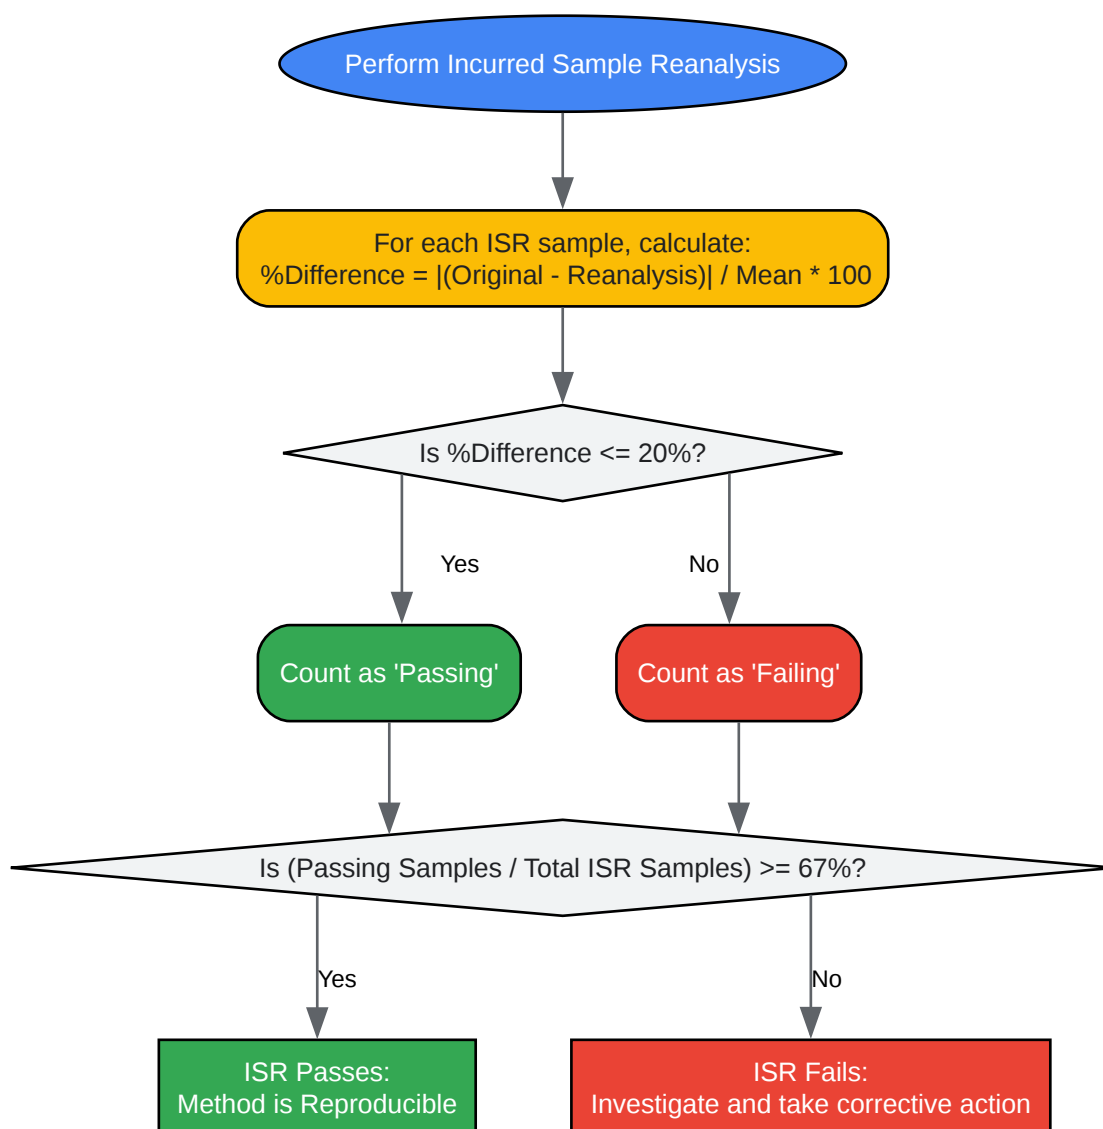 Perform Incurred Sample Reanalysis
For each ISR sample, calculate:
%Difference = |(Original - Reanalysis)| / Mean * 100
Is %Difference <= 20%?
Yes
No
Count as 'Passing'
Count as 'Failing'
Is (Passing Samples / Total ISR Samples) >= 67%?
Yes
No
ISR Passes:
Method is Reproducible
ISR Fails:
Investigate and take corrective action